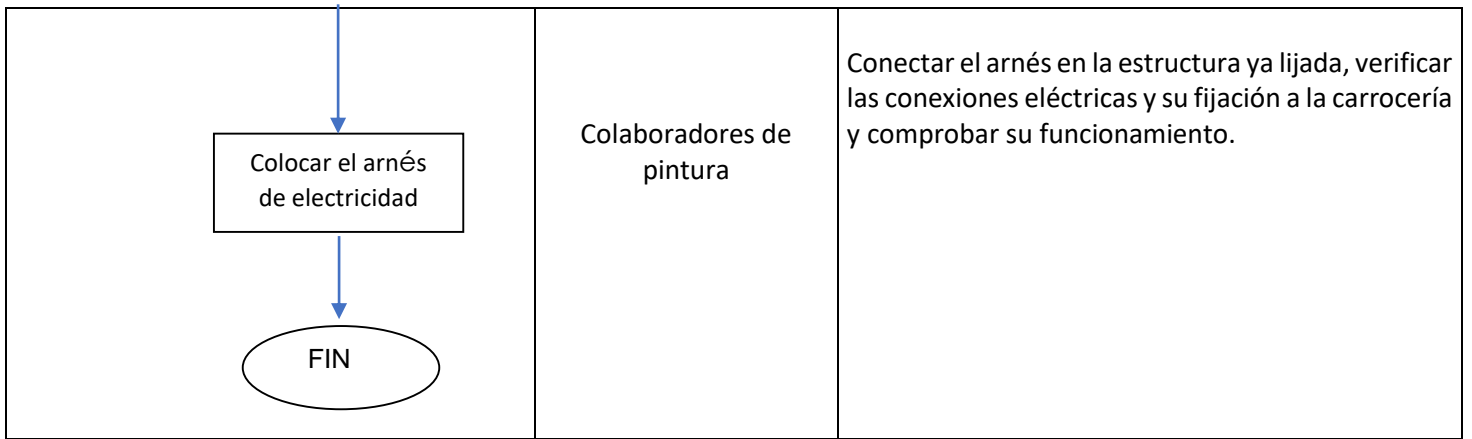 Colocar el arnés
de electricidad
FIN
Colaboradores de
pintura
Conectar el arnés en la estructura ya lijada, verificar
las conexiones eléctricas y su fijación a la carrocería
y comprobar su funcionamiento.